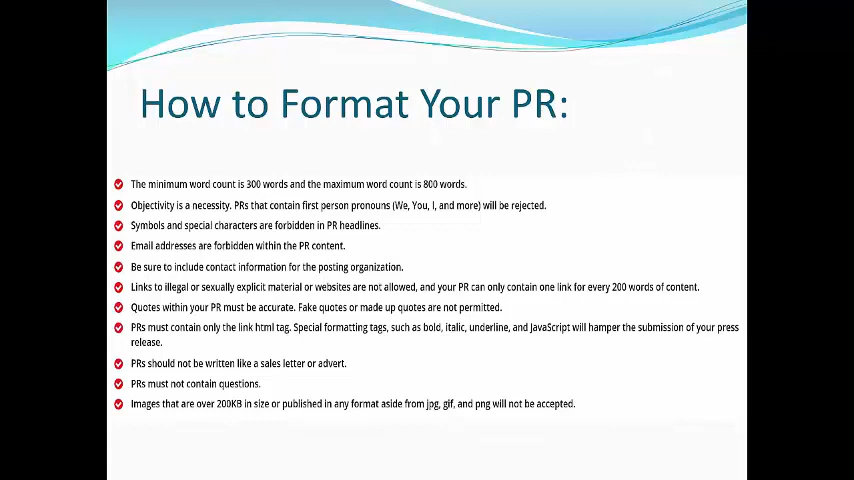 How to Format Your PR:
The minimum word count is 300 words and the maximum word count is 800 words.
Objectivity is a necessity. PRs that contain first person pronouns (We, You, I, and more) will be rejected.
Symbols and special characters are forbidden in PR headlines.
Email addresses are forbidden within the PR content.
Be sure to include contact information for the posting organization.
Links to illegal or sexually explicit material or websites are not allowed, and your PR can only contain one link for every 200 words of content.
Quotes within your PR must be accurate. Fake quotes or made up quotes are not permitted.
PRs must contain only the link html tag. Special formatting tags, such as bold, italic, underline, and JavaScript will hamper the submission of your press
release.
PRs should not be written like a sales letter or advert.
PRs must not contain questions.
Images that are over 200KB in size or published in any format aside from jpg, gif, and png will not be accepted.